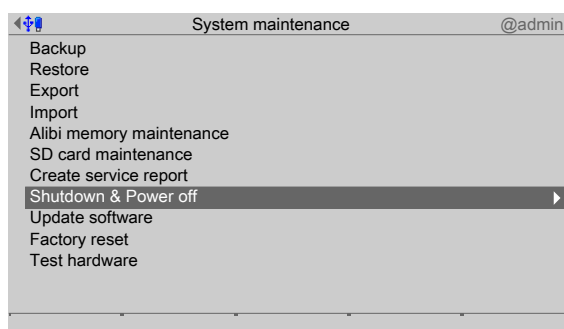 System maintenance @admin
Backup
Restore
Export
Import
Alibi memory maintenance
SD card maintenance
Create service report
Shutdown & Power off
Update software
Factory reset
Test hardware